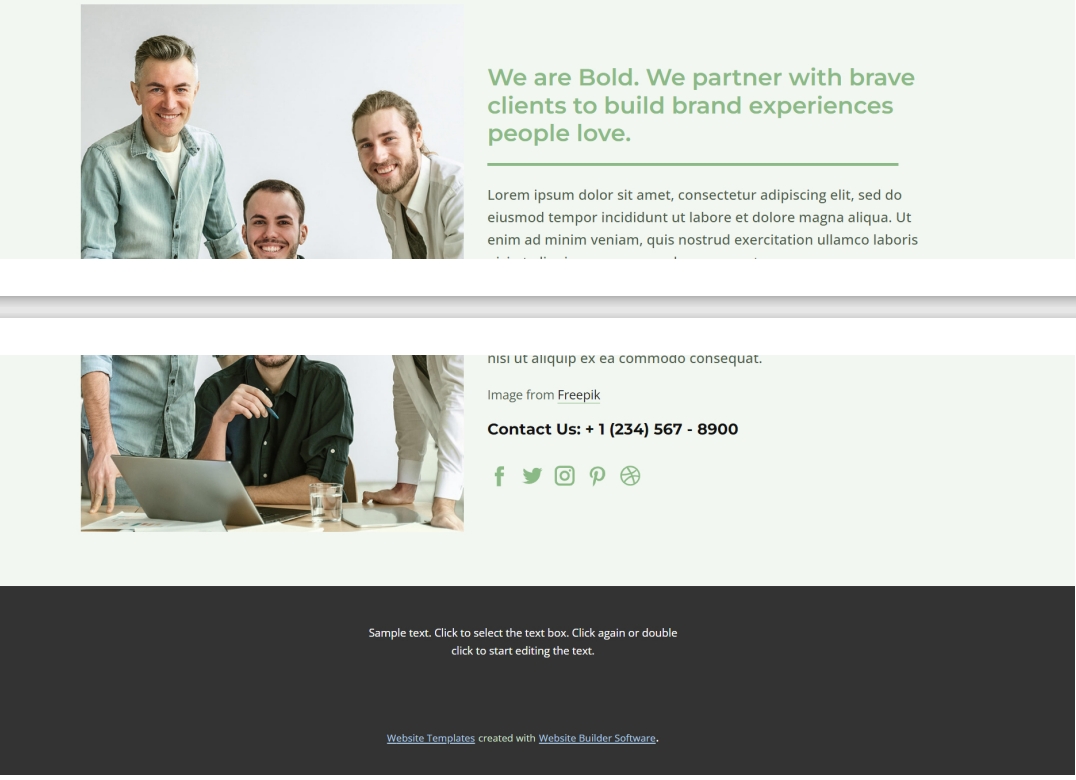 We are Bold. We partner with brave
clients to build brand experiences
people love.
Lorem ipsum dolor sit amet, consectetur adipiscing elit, sed do
eiusmod tempor incididunt ut labore et dolore magna aliqua. Ut
enim ad minim veniam, quis nostrud exercitation ullamco laboris
nisi ut aliquip ex ea commodo consequat.
Image from Freepik
Contact Us: + 1 (234) 567 - 8900
Sample text. Click to select the text box. Click again or double
click to start editing the text.
Website Templates created with Website Builder Software.